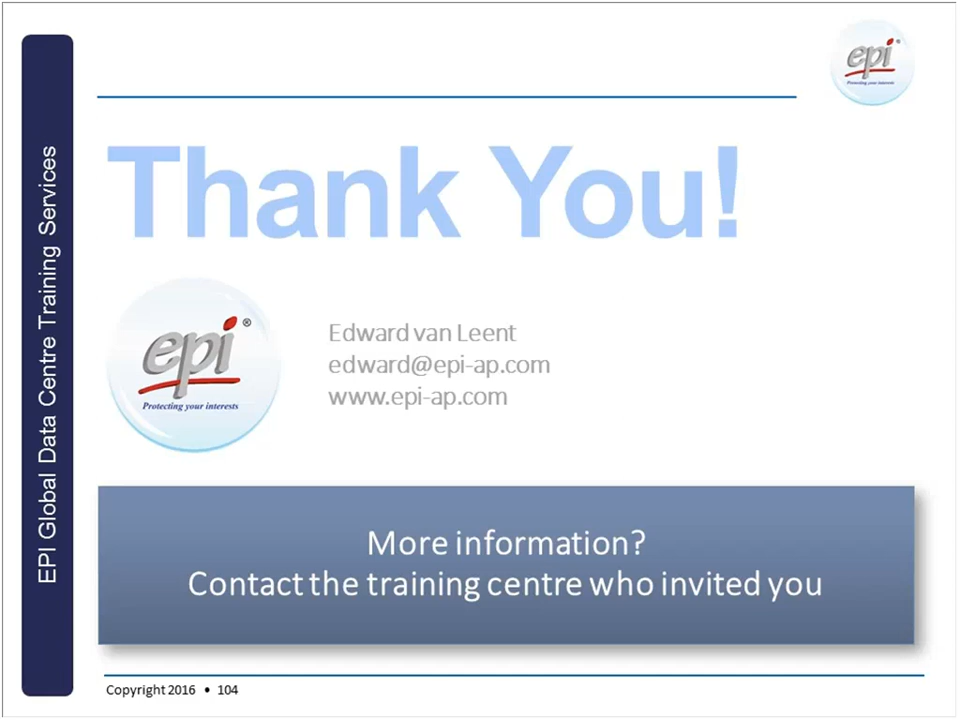 EPI Global Data Centre Training Services
epi®
Protecting your interests
Thank You!
epi®
Protecting your interests
Edward van Leent
edward@epi-ap.com
www.epi-ap.com
More information?
Contact the training centre who invited you
Copyright 2016 • 104